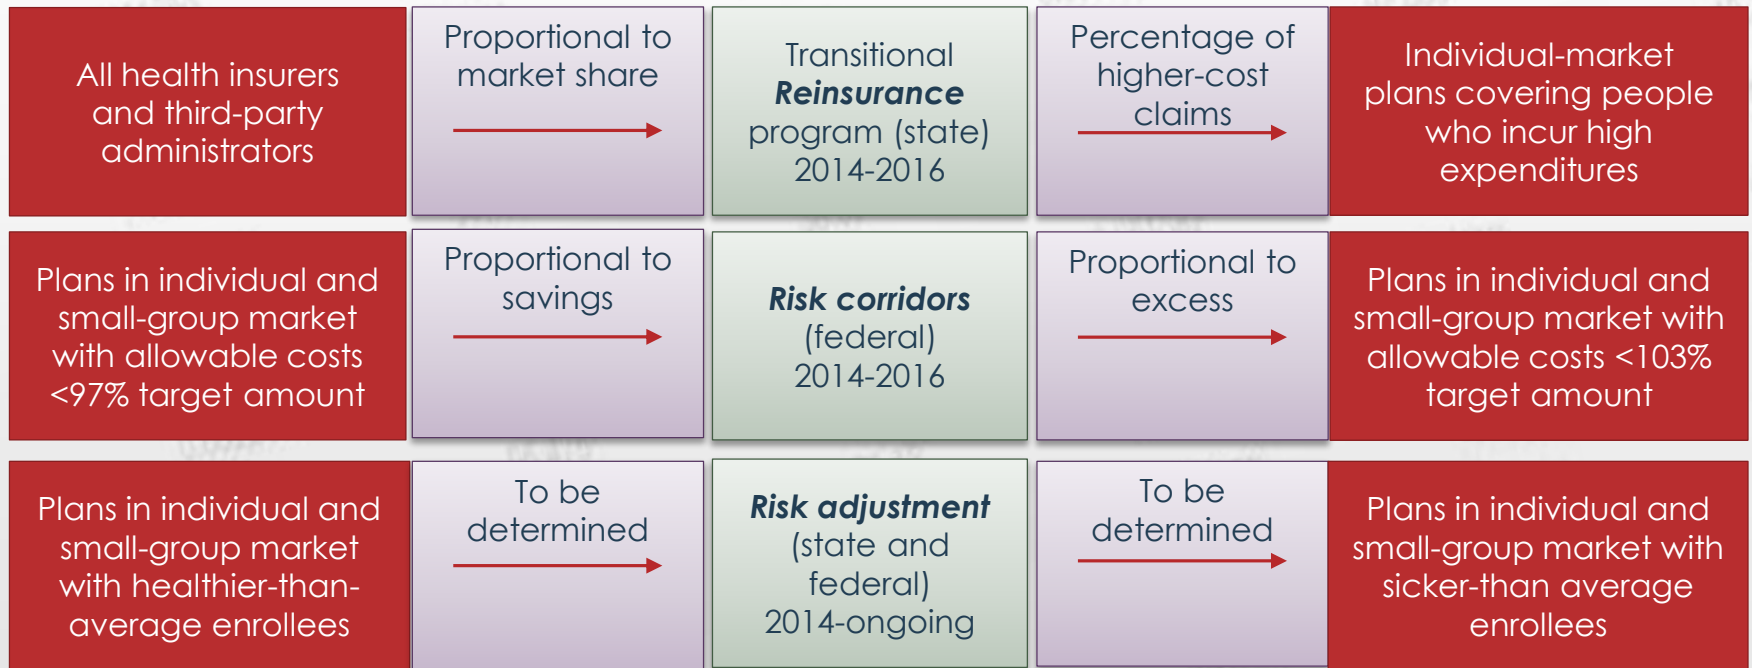 All health insurers
and third-party
administrators
Proportional to
market share
Transitional
Reinsurance
program (state)
2014-2016
Percentage of
higher-cost
claims
Individual-market
plans covering people
who incur high
expenditures
Plans in individual and
small-group market
with allowable costs
<97% target amount
Proportional to
savings
Risk corridors
(federal)
2014-2016
Proportional to
excess
Plans in individual and
small-group market with
allowable costs <103%
target amount
Plans in individual and
small-group market
with healthier-than-
average enrollees
To be
determined
Risk adjustment
(state and
federal)
2014-ongoing
To be
determined
Plans in individual and
small-group market with
sicker-than average
enrollees